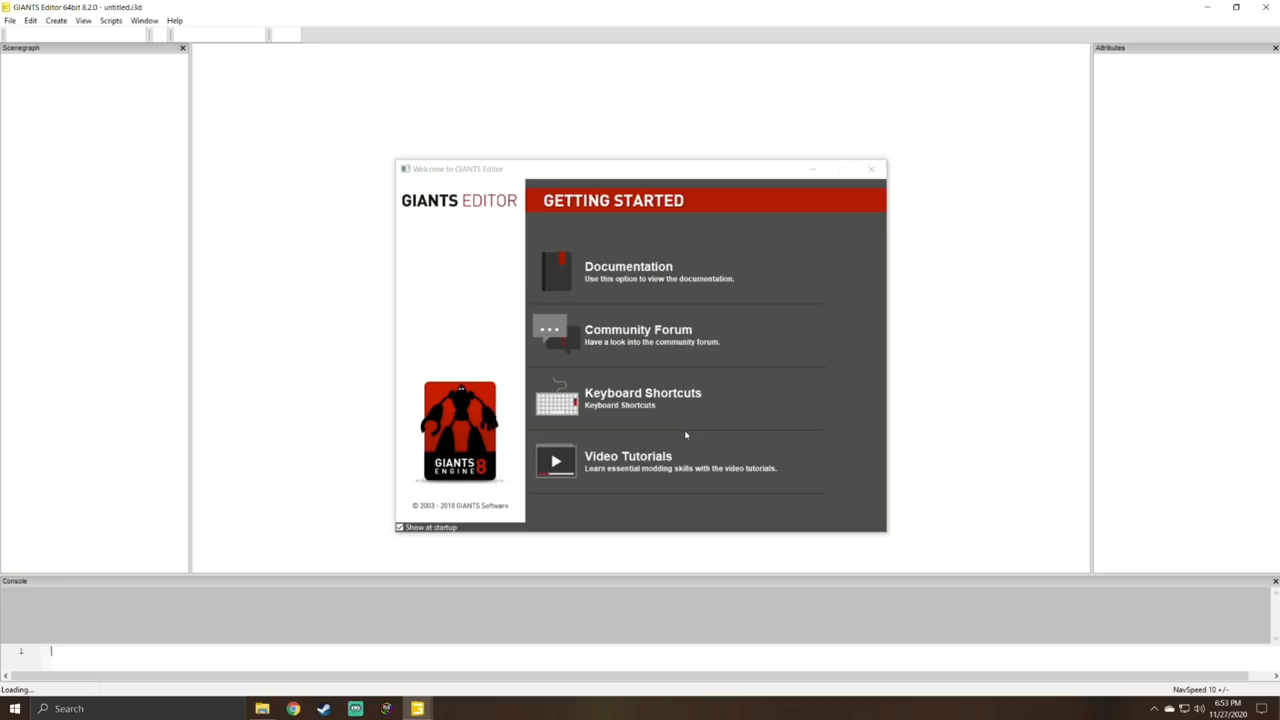 GIANTS Editor 64bit 8.2.0 - untitled.i3d
File Edit Create View Scripts Window Help
Scenegraph
Attributes
Welcome to GIANTS Editor
GIANTS EDITOR
GETTING STARTED
Documentation
Use this option to view the documentation.
Community Forum
Have a look into the community forum.
Keyboard Shortcuts
Keyboard Shortcuts
Video Tutorials
Learn essential modding skills with the video tutorials.
GIANTS
ENGINE 8
© 2003 - 2018 GIANTS Software
Show at startup
Console
1
Loading...
NavSpeed 10 +/-
Search
6:53 PM
11/27/2020